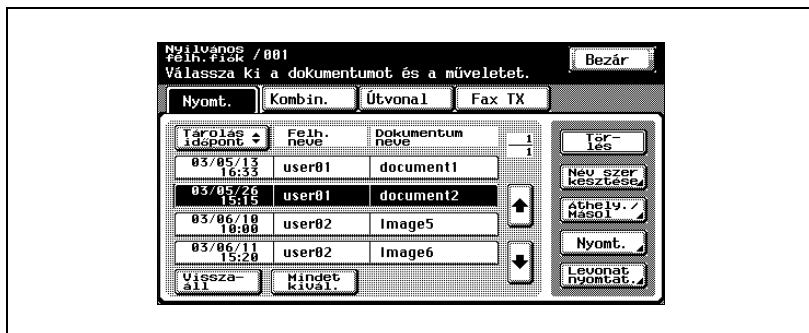 Nyilvános
felh.fiók /001
Bezár
Válassza ki a dokumentumot és a műveletet.
Nyomt.
Kombin.
Útvonal
Fax TX
Tárolás
időpont
Felh.
neve
Dokumentum
neve
1
1
Tör-
lés
03/05/13
16:33
user01
document1
Név szer
kesztése
03/05/26
15:15
user01
document2
Áthely./
Másol
03/06/10
10:00
user02
Image5
Nyomt.
03/06/11
15:20
user02
Image6
Vissza-
áll
Mindet
kivál.
Levonat
nyomtat.